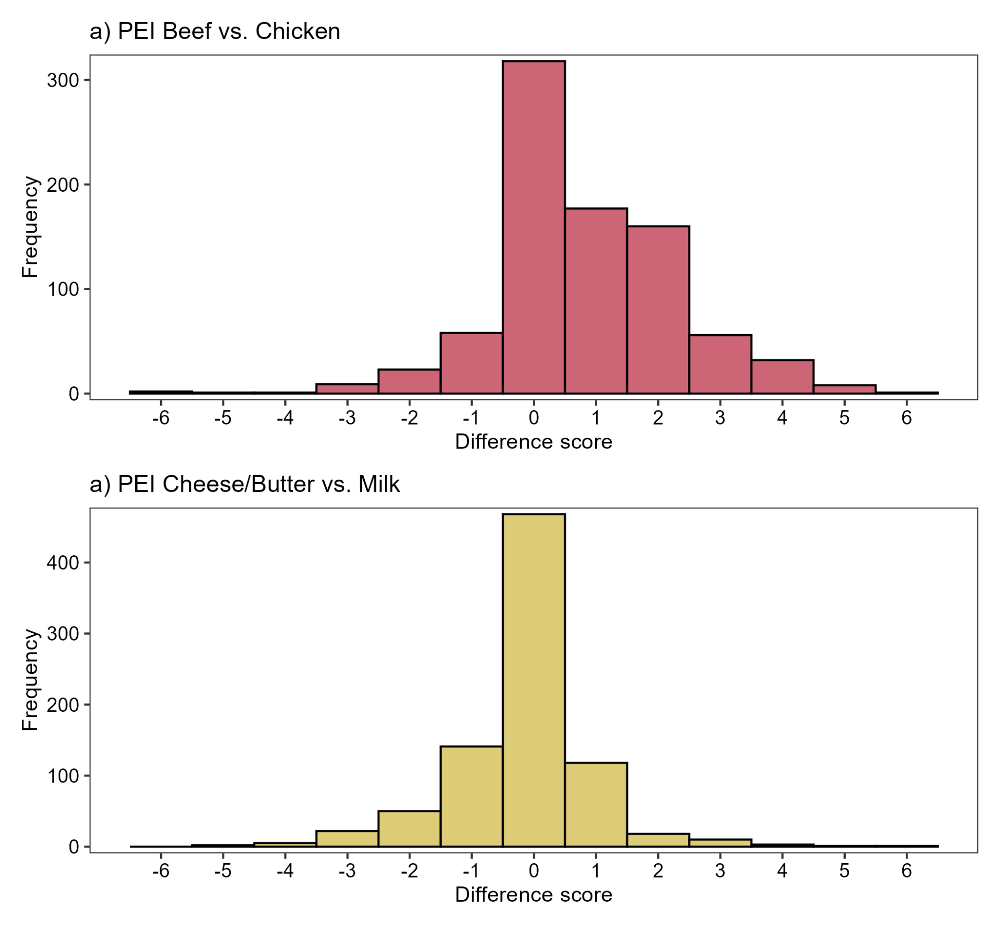 a) PEI Beef vs. Chicken
Frequency
300
200
100
0
-6 -5 -4 -3 -2 -1 0 1 2 3 4 5 6
Difference score
a) PEI Cheese/Butter vs. Milk
Frequency
400
300
200
100
0
-6 -5 -4 -3 -2 -1 0 1 2 3 4 5 6
Difference score